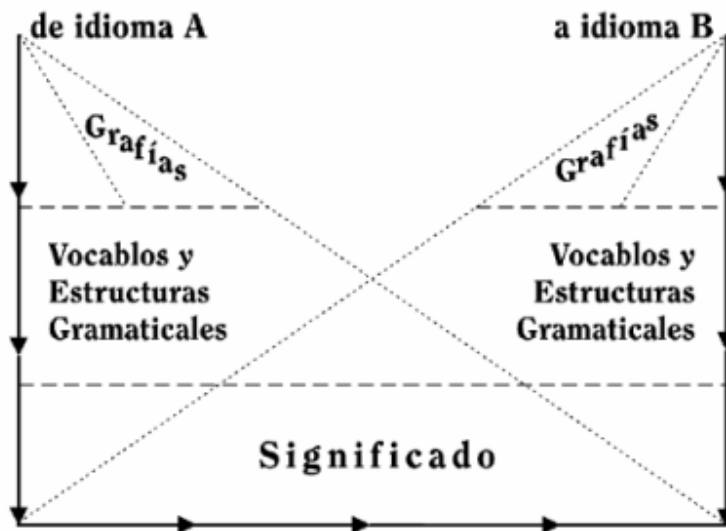 de idioma A
a idioma B
Grafías
Grafías
Vocablos y
Estructuras
Gramaticales
Vocablos y
Estructuras
Gramaticales
Significado